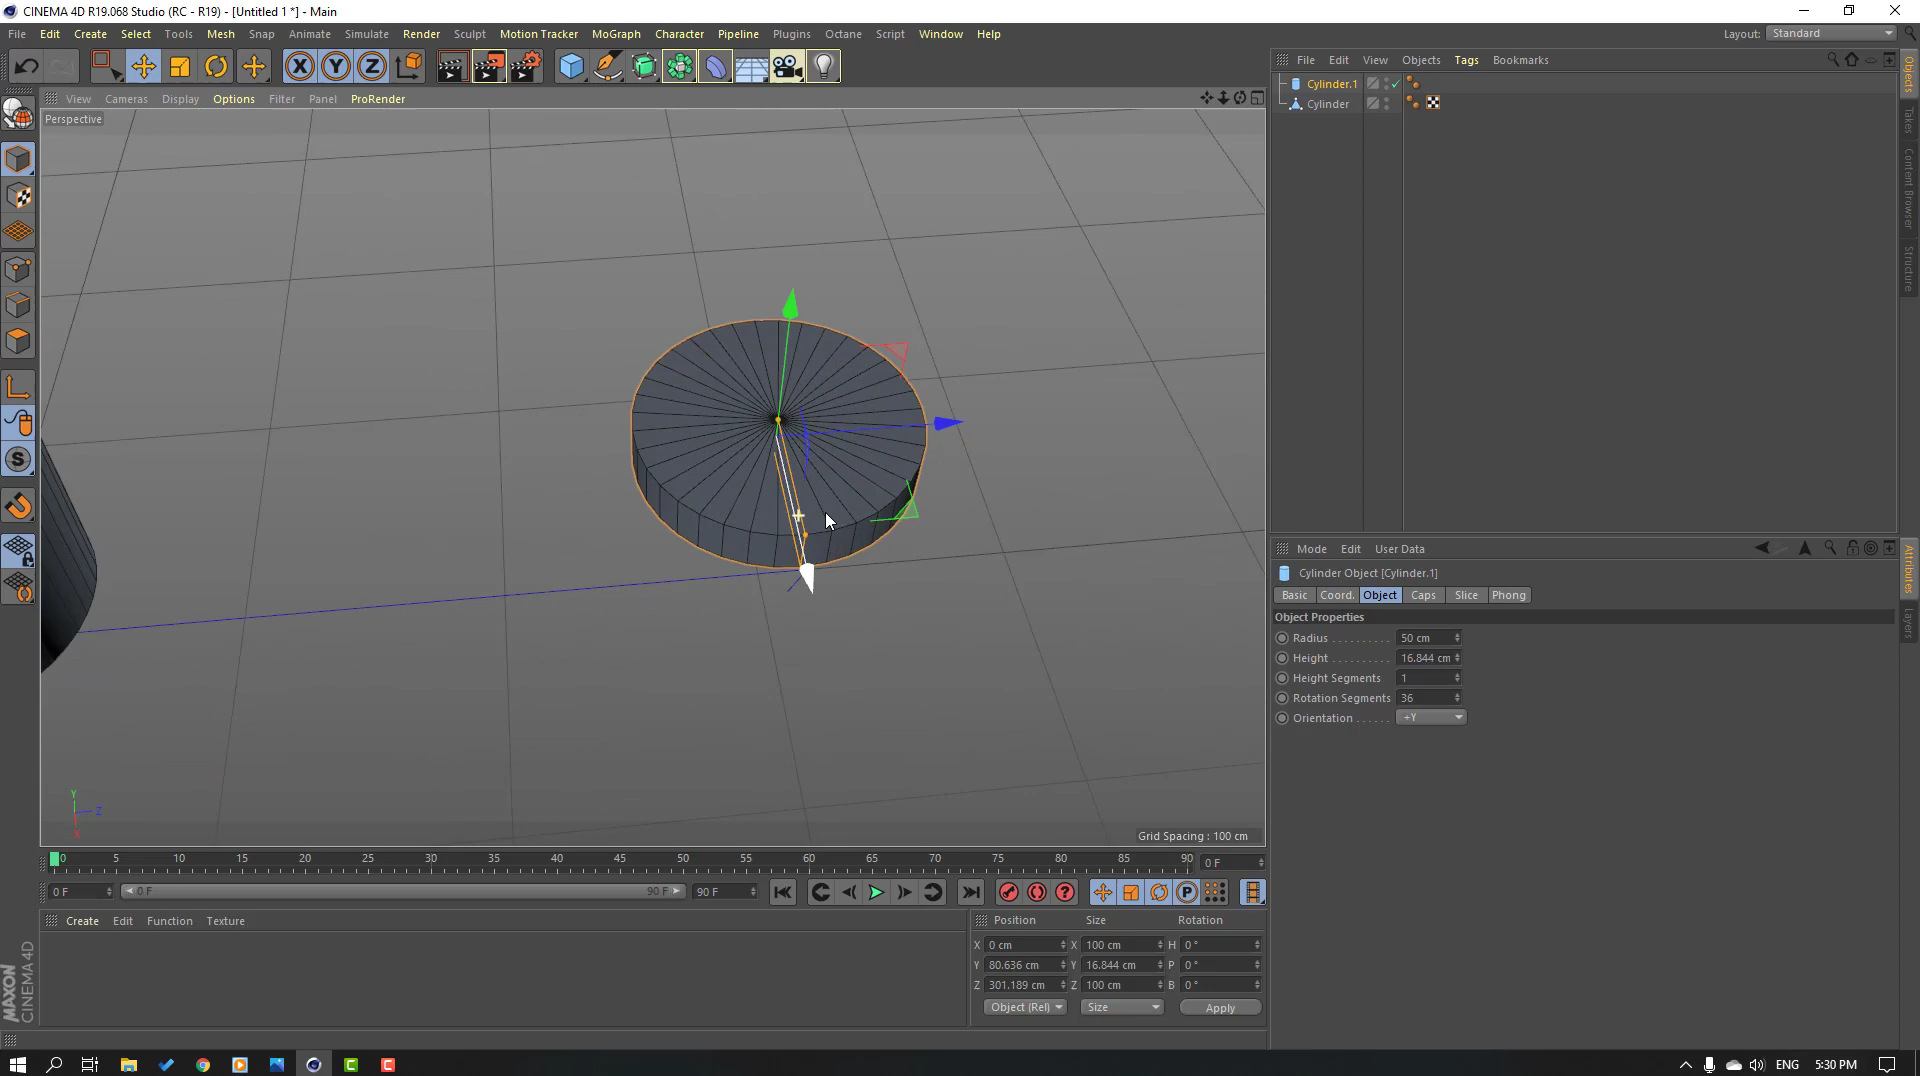 CINEMA 4D R19.068 Studio (RC - R19) - [Untitled 1 *] - Main
File Edit Create Select Tools Mesh Snap Animate Simulate Render Sculpt Motion Tracker MoGraph Character Pipeline Plugins Octane Script Window Help
Layout: Standard
File Edit View Objects Tags Bookmarks
View Cameras Display Options Filter Panel ProRender
Perspective
Cylinder.1
Cylinder
Objects
Takes
Content Browser
Structure
Mode Edit User Data
Cylinder Object [Cylinder.1]
Basic Coord. Object Caps Slice Phong
Object Properties
Radius . . . . . . . . . . 50 cm
Height . . . . . . . . . . 16.844 cm
Height Segments 1
Rotation Segments 36
Orientation . . . . . . +Y
Attributes
Layers
Y
Z
X
Grid Spacing : 100 cm
0 5 10 15 20 25 30 35 40 45 50 55 60 65 70 75 80 85 90 0 F
0 F 0 F 90 F 90 F
Create Edit Function Texture
Position Size Rotation
X 0 cm X 100 cm H 0 °
Y 80.636 cm Y 16.844 cm P 0 °
Z 301.189 cm Z 100 cm B 0 °
Object (Rel) Size Apply
MAXON
CINEMA 4D
ENG 5:30 PM